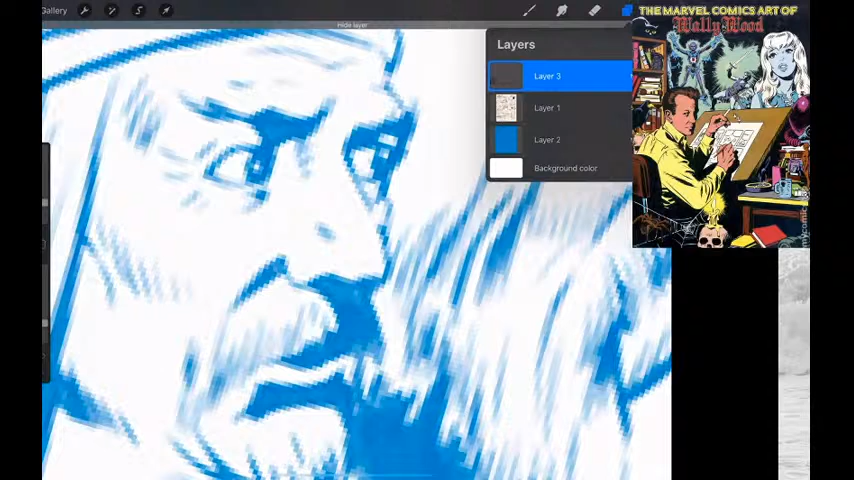 Gallery
Hide layer
Layers
Layer 3
Layer 1
Layer 2
Background color
THE MARVEL COMICS ART OF
Wally Wood